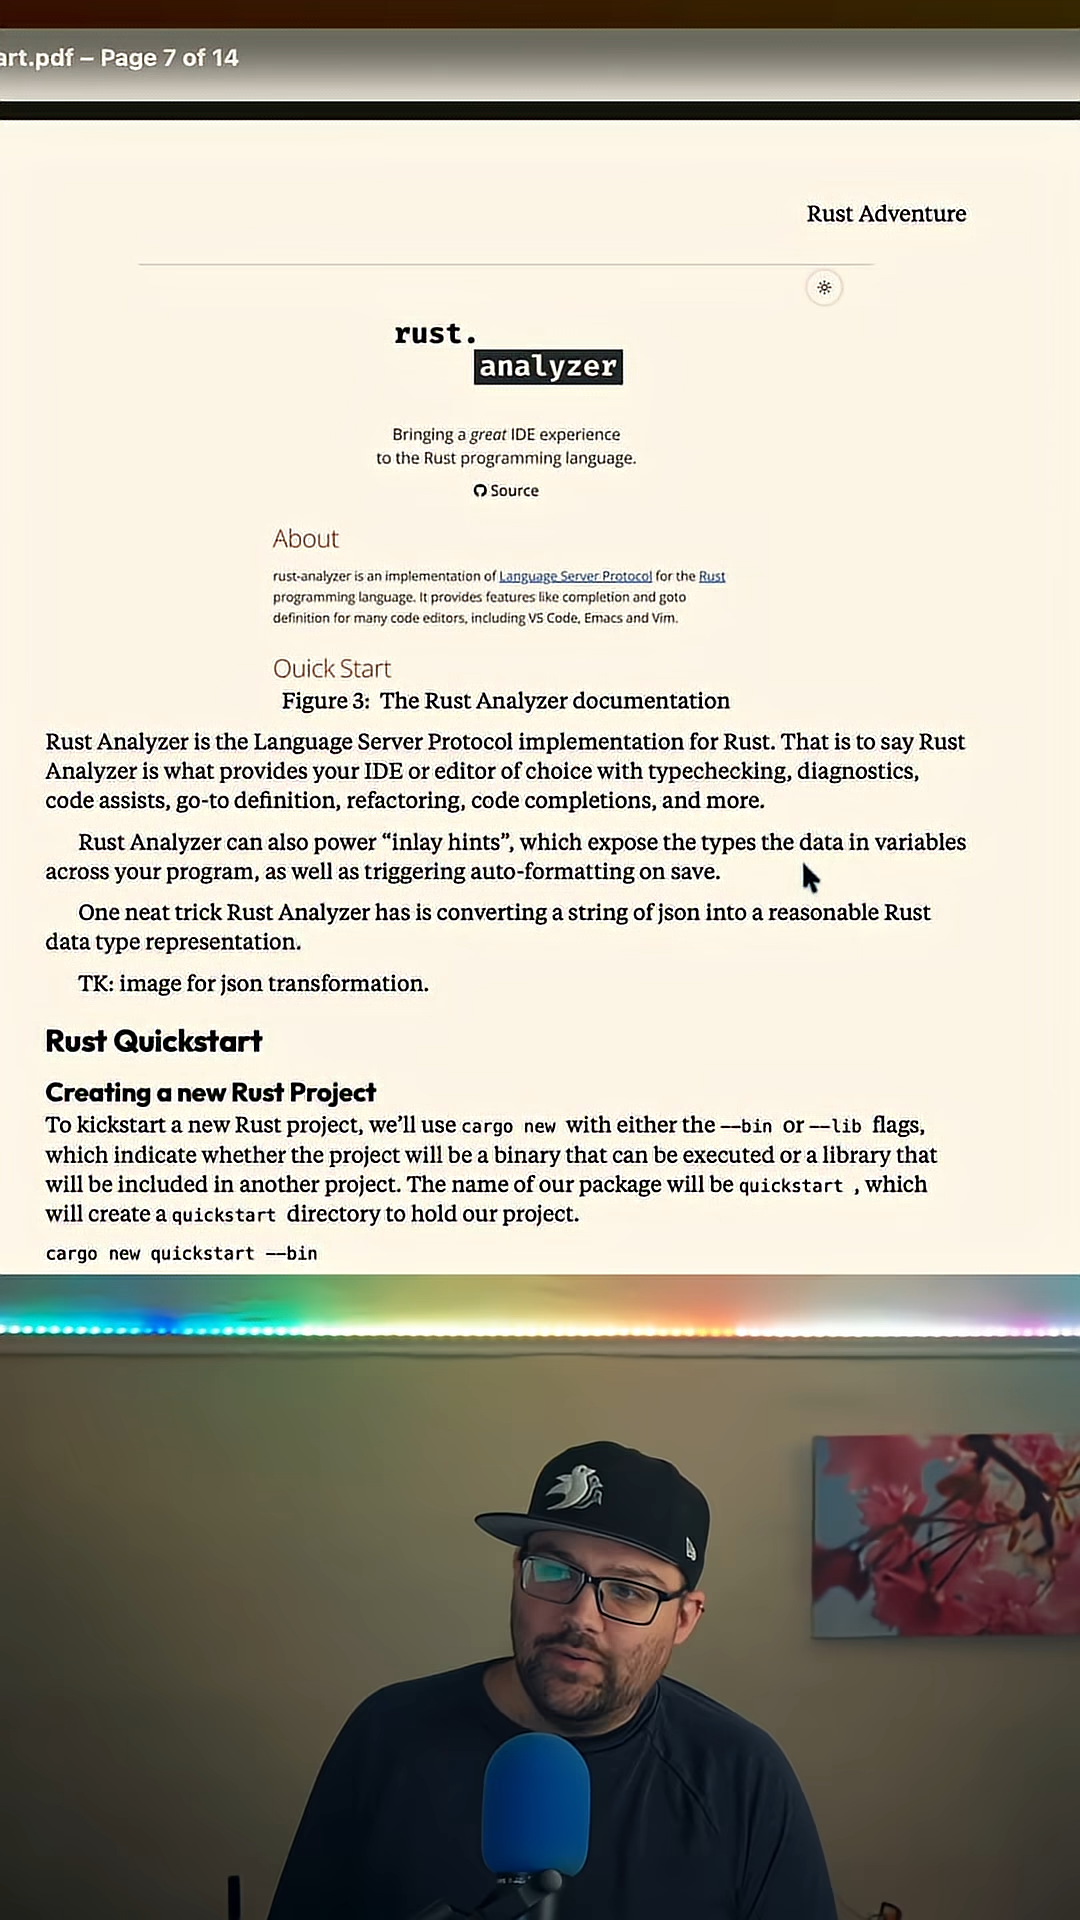 art.pdf – Page 7 of 14
Rust Adventure
rust.
analyzer
Bringing a great IDE experience
to the Rust programming language.
Source
About
rust-analyzer is an implementation of Language Server Protocol for the Rust
programming language. It provides features like completion and goto
definition for many code editors, including VS Code, Emacs and Vim.
Quick Start
Figure 3: The Rust Analyzer documentation
Rust Analyzer is the Language Server Protocol implementation for Rust. That is to say Rust
Analyzer is what provides your IDE or editor of choice with typechecking, diagnostics,
code assists, go-to definition, refactoring, code completions, and more.
Rust Analyzer can also power “inlay hints”, which expose the types the data in variables
across your program, as well as triggering auto-formatting on save.
One neat trick Rust Analyzer has is converting a string of json into a reasonable Rust
data type representation.
TK: image for json transformation.
Rust Quickstart
Creating a new Rust Project
To kickstart a new Rust project, we’ll use cargo new with either the --bin or --lib flags,
which indicate whether the project will be a binary that can be executed or a library that
will be included in another project. The name of our package will be quickstart , which
will create a quickstart directory to hold our project.
cargo new quickstart --bin